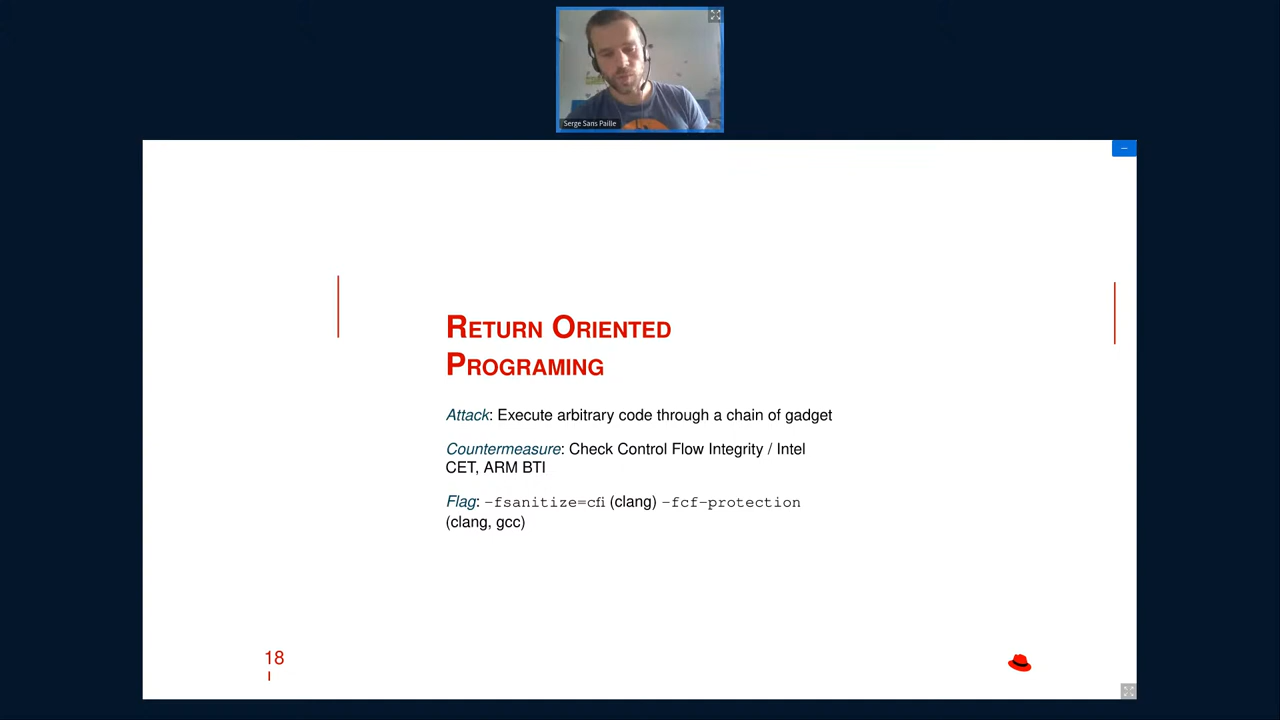 Serge Sans Paille
RETURN ORIENTED
PROGRAMING
Attack: Execute arbitrary code through a chain of gadget
Countermeasure: Check Control Flow Integrity / Intel
CET, ARM BTI
Flag: -fsanitize=cfi (clang) -fcf-protection
(clang, gcc)
18